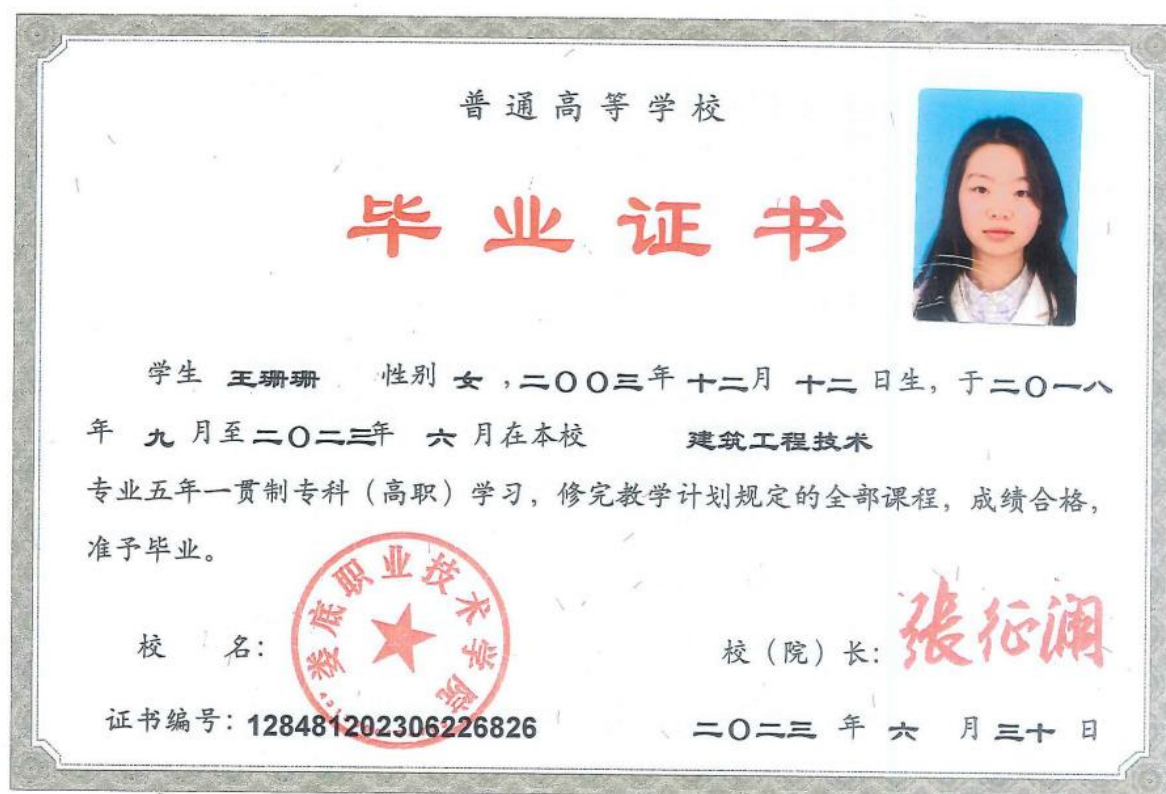 普通高等学校
毕业证书
学生 王珊珊 性别 女 ，二〇〇三年 十二月 十二 日生，于二〇一八
年 九 月至二〇二三年 六 月在本校 建筑工程技术
专业五年一贯制专科（高职）学习，修完教学计划规定的全部课程，成绩合格，
准予毕业。
娄底职业技术学院
校 名：
校（院）长：张征澜
证书编号：128481202306226826
二〇二三 年 六 月 三十 日